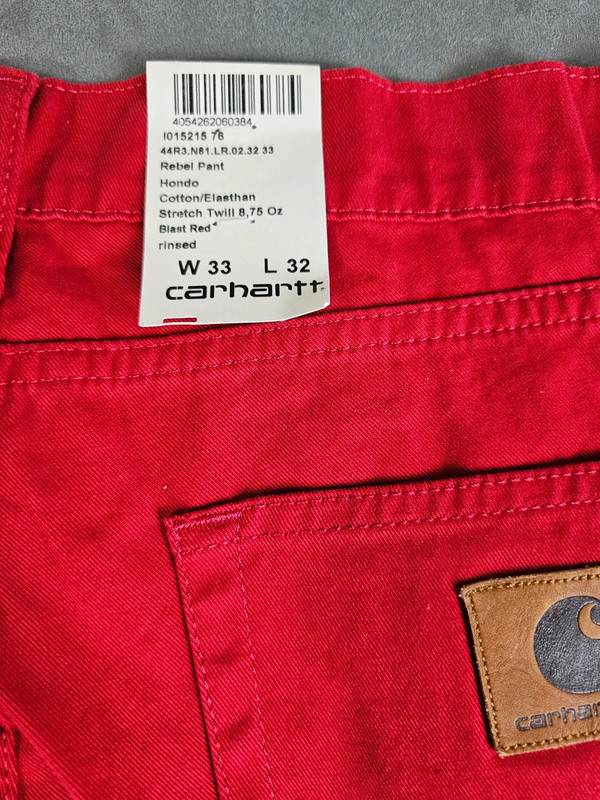 4054262060384
I015215 76
44R3.N81.LR.02.32 33
Rebel Pant
Hondo
Cotton/Elasthan
Stretch Twill 8,75 Oz
Blast Red
rinsed
W 33 L 32
carhartt
carhar